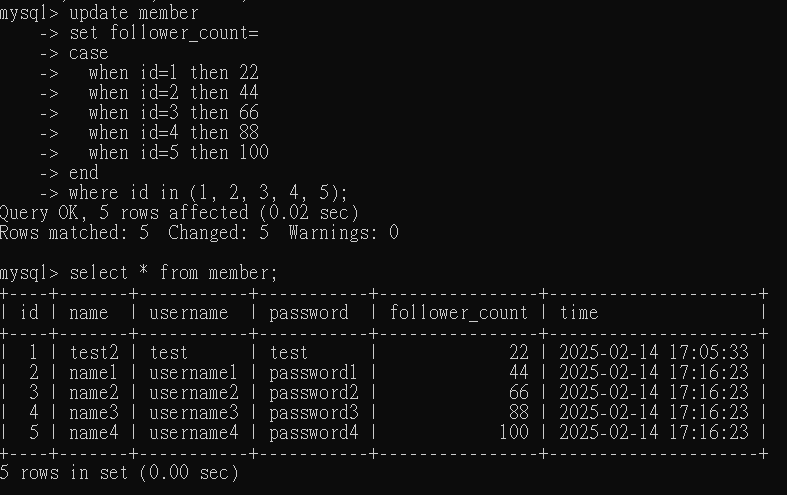 mysql> update member
    -> set follower_count=
    -> case
    ->   when id=1 then 22
    ->   when id=2 then 44
    ->   when id=3 then 66
    ->   when id=4 then 88
    ->   when id=5 then 100
    -> end
    -> where id in (1, 2, 3, 4, 5);
Query OK, 5 rows affected (0.02 sec)
Rows matched: 5  Changed: 5  Warnings: 0

mysql> select * from member;
+----+-------+-----------+-----------+----------------+---------------------+
| id | name  | username  | password  | follower_count | time                |
+----+-------+-----------+-----------+----------------+---------------------+
|  1 | test2 | test      | test      |             22 | 2025-02-14 17:05:33 |
|  2 | name1 | username1 | password1 |             44 | 2025-02-14 17:16:23 |
|  3 | name2 | username2 | password2 |             66 | 2025-02-14 17:16:23 |
|  4 | name3 | username3 | password3 |             88 | 2025-02-14 17:16:23 |
|  5 | name4 | username4 | password4 |            100 | 2025-02-14 17:16:23 |
+----+-------+-----------+-----------+----------------+---------------------+
5 rows in set (0.00 sec)